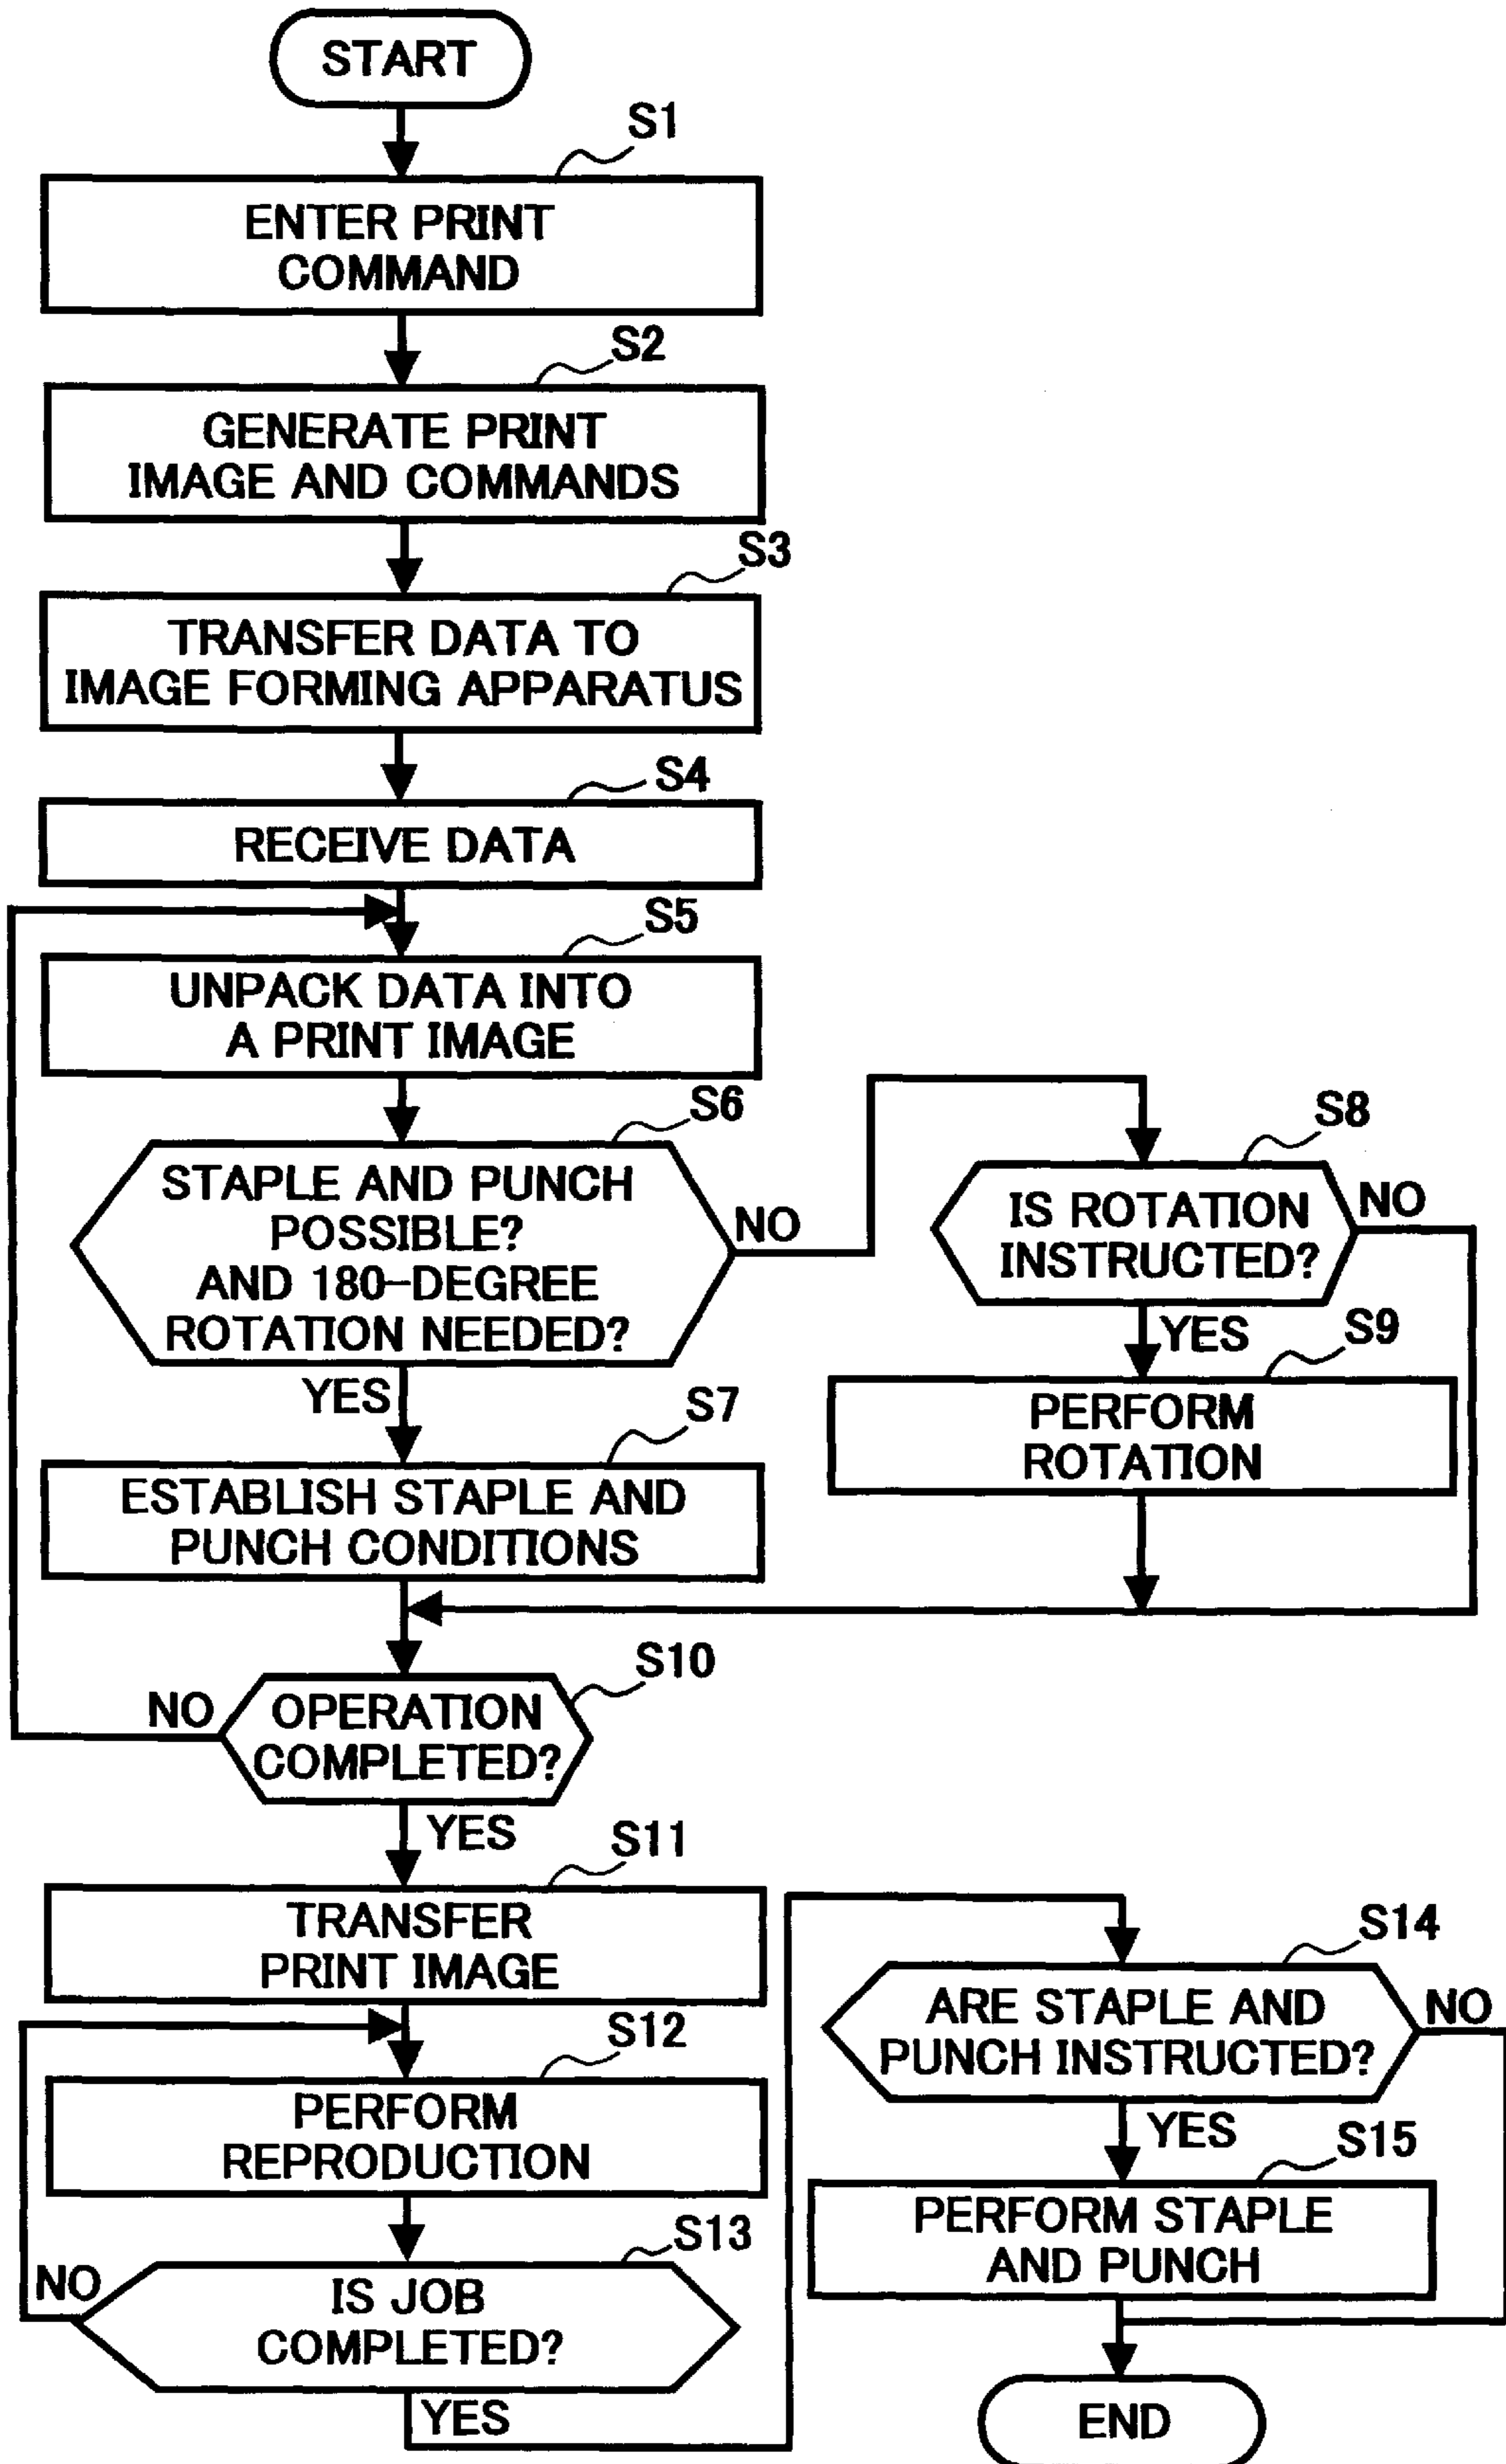 START
S1
ENTER PRINT
COMMAND
S2
GENERATE PRINT
IMAGE AND COMMANDS
S3
TRANSFER DATA TO
IMAGE FORMING APPARATUS
S4
RECEIVE DATA
S5
UNPACK DATA INTO
A PRINT IMAGE
S6
STAPLE AND PUNCH
POSSIBLE?
AND 180-DEGREE
ROTATION NEEDED?
NO
YES
S8
IS ROTATION
INSTRUCTED?
NO
YES
S9
PERFORM
ROTATION
S7
ESTABLISH STAPLE AND
PUNCH CONDITIONS
S10
OPERATION
COMPLETED?
NO
YES
S11
TRANSFER
PRINT IMAGE
S12
PERFORM
REPRODUCTION
S13
IS JOB
COMPLETED?
NO
YES
S14
ARE STAPLE AND
PUNCH INSTRUCTED?
NO
YES
S15
PERFORM STAPLE
AND PUNCH
END